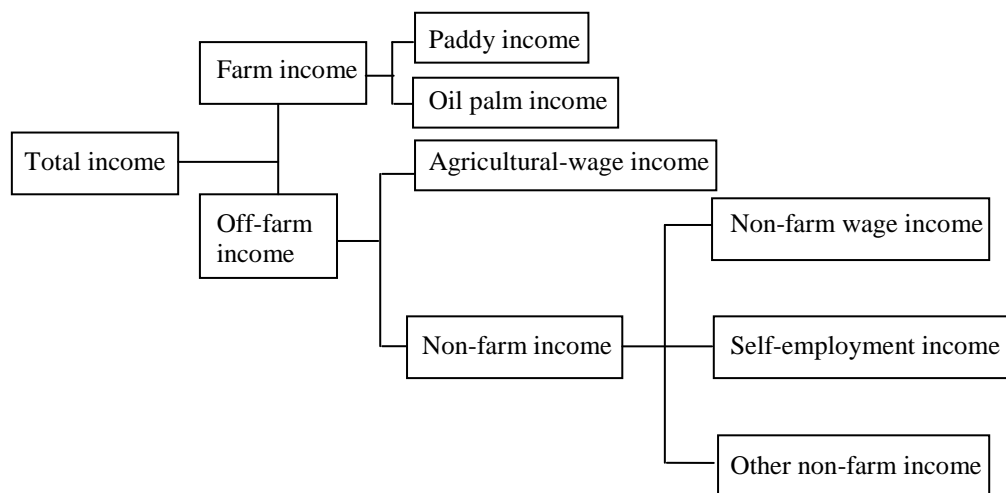 Paddy income
Farm income
Oil palm income
Total income
Agricultural-wage income
Off-farm
income
Non-farm wage income
Non-farm income
Self-employment income
Other non-farm income